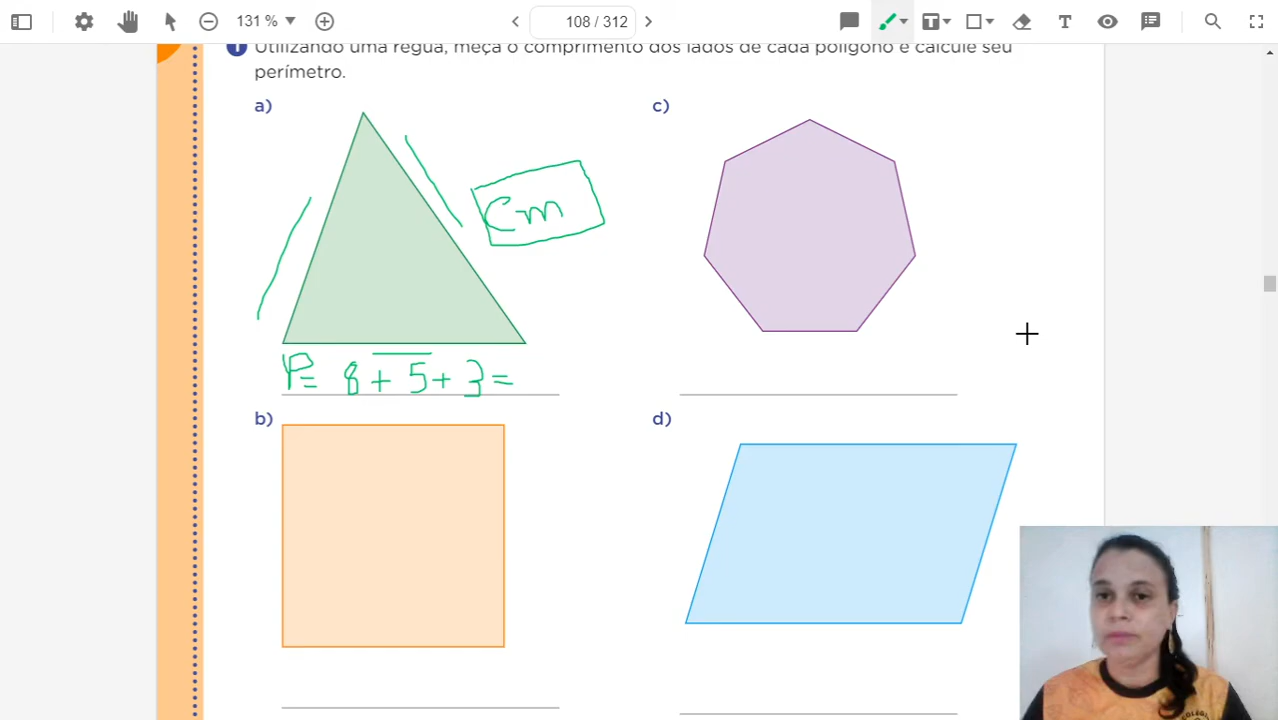 131 %
108 / 312
1 Utilizando uma régua, meça o comprimento dos lados de cada polígono e calcule seu
perímetro.
a)
c)
cm
P= 8 + 5 + 3 =
b)
d)